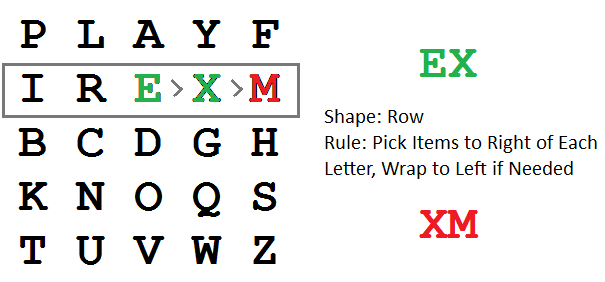 P L A Y F
I R E > X > M
B C D G H
K N O Q S
T U V W Z
EX
Shape: Row
Rule: Pick Items to Right of Each
Letter, Wrap to Left if Needed
XM